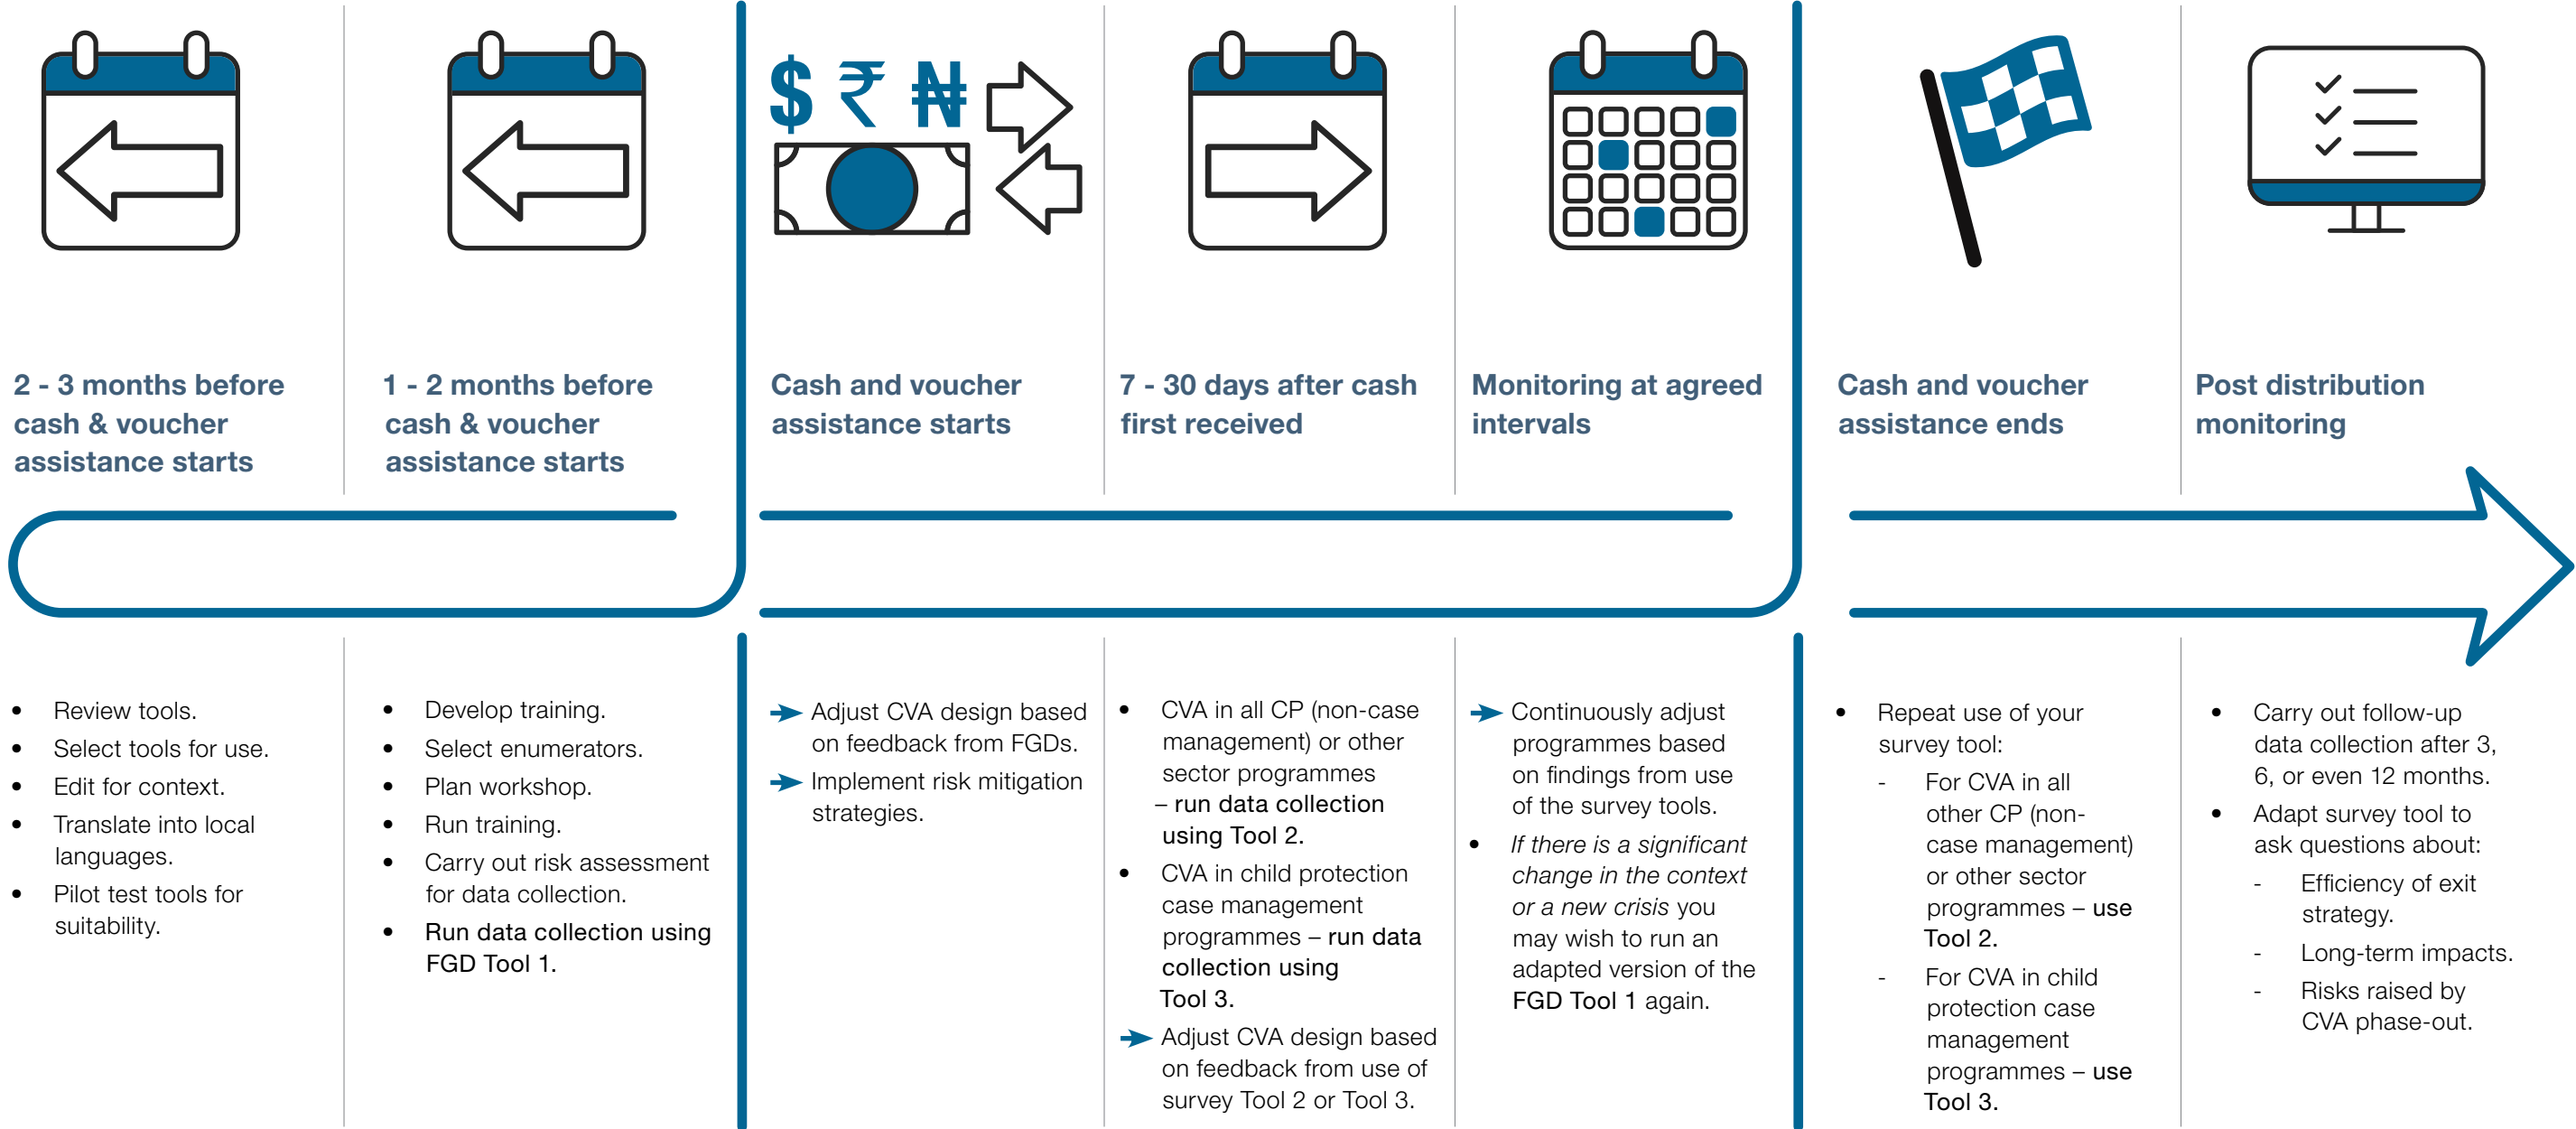 $ ₹ ₦
2 - 3 months before
cash & voucher
assistance starts
1 - 2 months before
cash & voucher
assistance starts
Cash and voucher
assistance starts
7 - 30 days after cash
first received
Monitoring at agreed
intervals
Cash and voucher
assistance ends
Post distribution
monitoring
• Review tools.
• Select tools for use.
• Edit for context.
• Translate into local
languages.
• Pilot test tools for
suitability.
• Develop training.
• Select enumerators.
• Plan workshop.
• Run training.
• Carry out risk assessment
for data collection.
• Run data collection using
FGD Tool 1.
Adjust CVA design based
on feedback from FGDs.
Implement risk mitigation
strategies.
• CVA in all CP (non-case
management) or other
sector programmes
– run data collection
using Tool 2.
• CVA in child protection
case management
programmes – run data
collection using
Tool 3.
Adjust CVA design based
on feedback from use of
survey Tool 2 or Tool 3.
Continuously adjust
programmes based
on findings from use
of the survey tools.
• If there is a significant
change in the context
or a new crisis you
may wish to run an
adapted version of the
FGD Tool 1 again.
• Repeat use of your
survey tool:
- For CVA in all
other CP (non-
case management)
or other sector
programmes – use
Tool 2.
- For CVA in child
protection case
management
programmes – use
Tool 3.
• Carry out follow-up
data collection after 3,
6, or even 12 months.
• Adapt survey tool to
ask questions about:
- Efficiency of exit
strategy.
- Long-term impacts.
- Risks raised by
CVA phase-out.